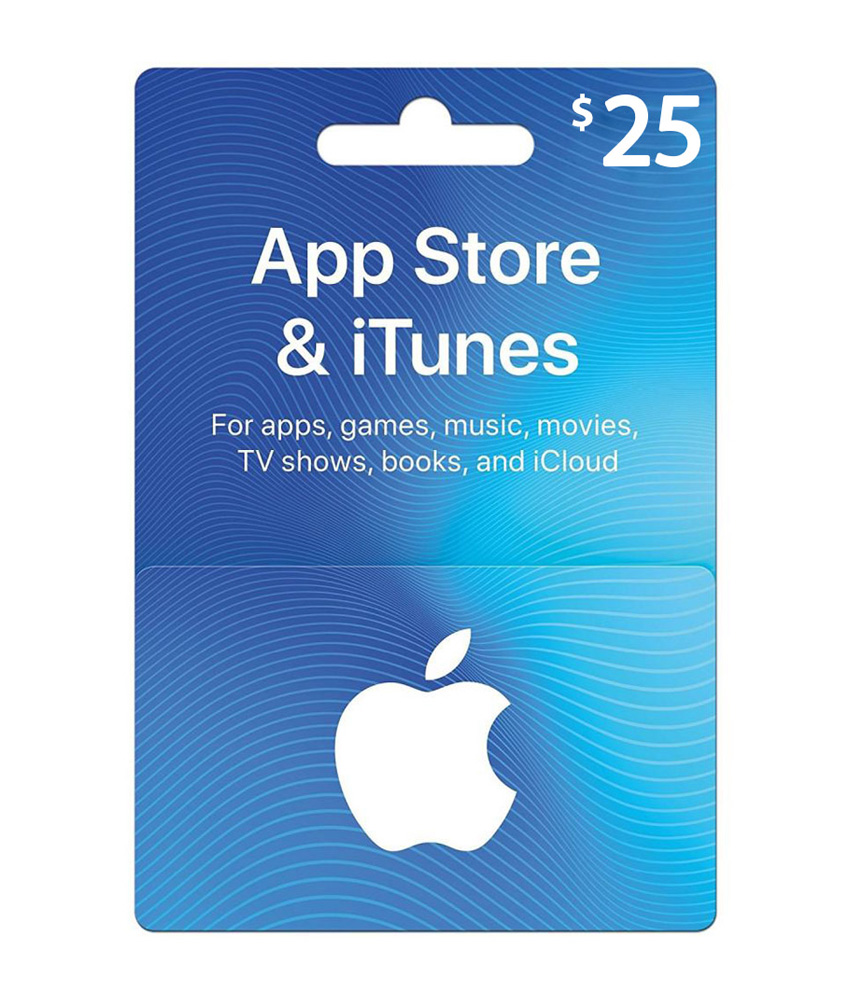 $25
App Store
& iTunes
For apps, games, music, movies,
TV shows, books, and iCloud